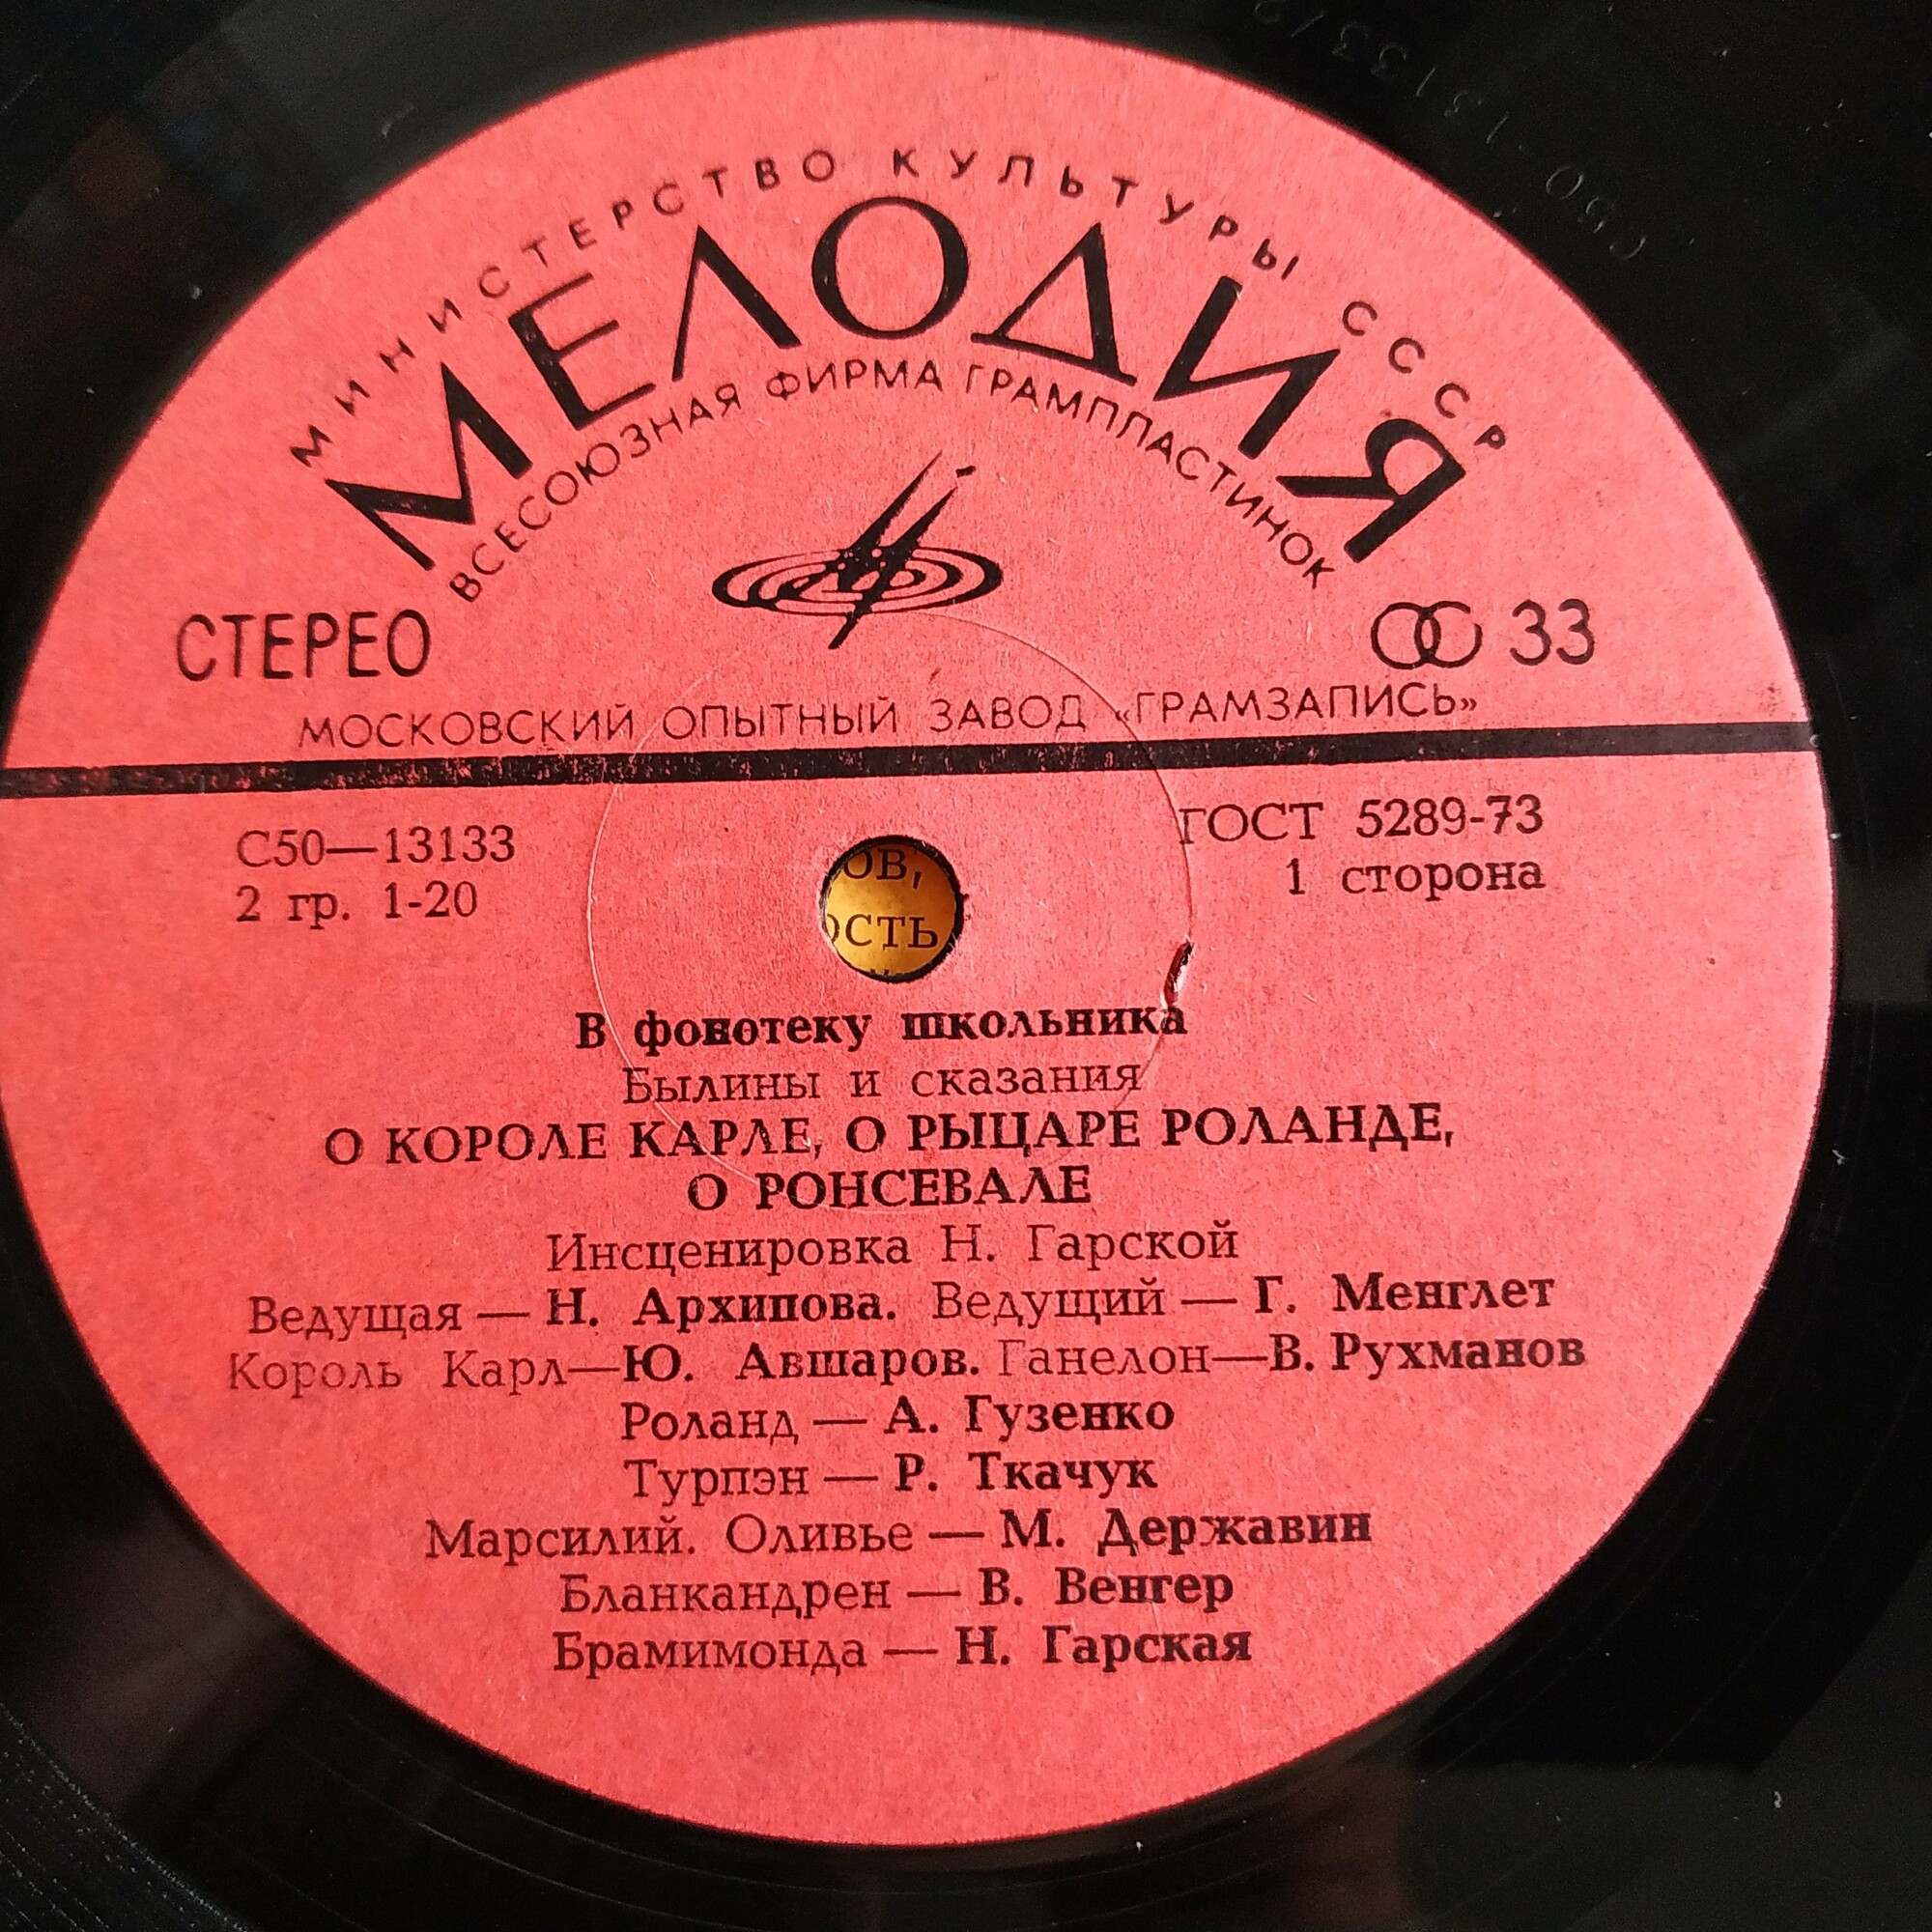 МИНИСТЕРСТВО КУЛЬТУРЫ СССР
МЕЛОДИЯ
ВСЕСОЮЗНАЯ ФИРМА ГРАМПЛАСТИНОК
СТЕРЕО 33
МОСКОВСКИЙ ОПЫТНЫЙ ЗАВОД «ГРАМЗАПИСЬ»
С50—13133 ГОСТ 5289-73
2 гр. 1-20 1 сторона
В фонотеку школьника
Былины и сказания
О КОРОЛЕ КАРЛЕ, О РЫЦАРЕ РОЛАНДЕ,
О РОНСЕВАЛЕ
Инсценировка Н. Гарской
Ведущая — Н. Архипова. Ведущий — Г. Менглет
Король Карл—Ю. Авшаров. Ганелон—В. Рухманов
Роланд — А. Гузенко
Турпэн — Р. Ткачук
Марсилий. Оливье — М. Державин
Бланкандрен — В. Венгер
Брамимонда — Н. Гарская